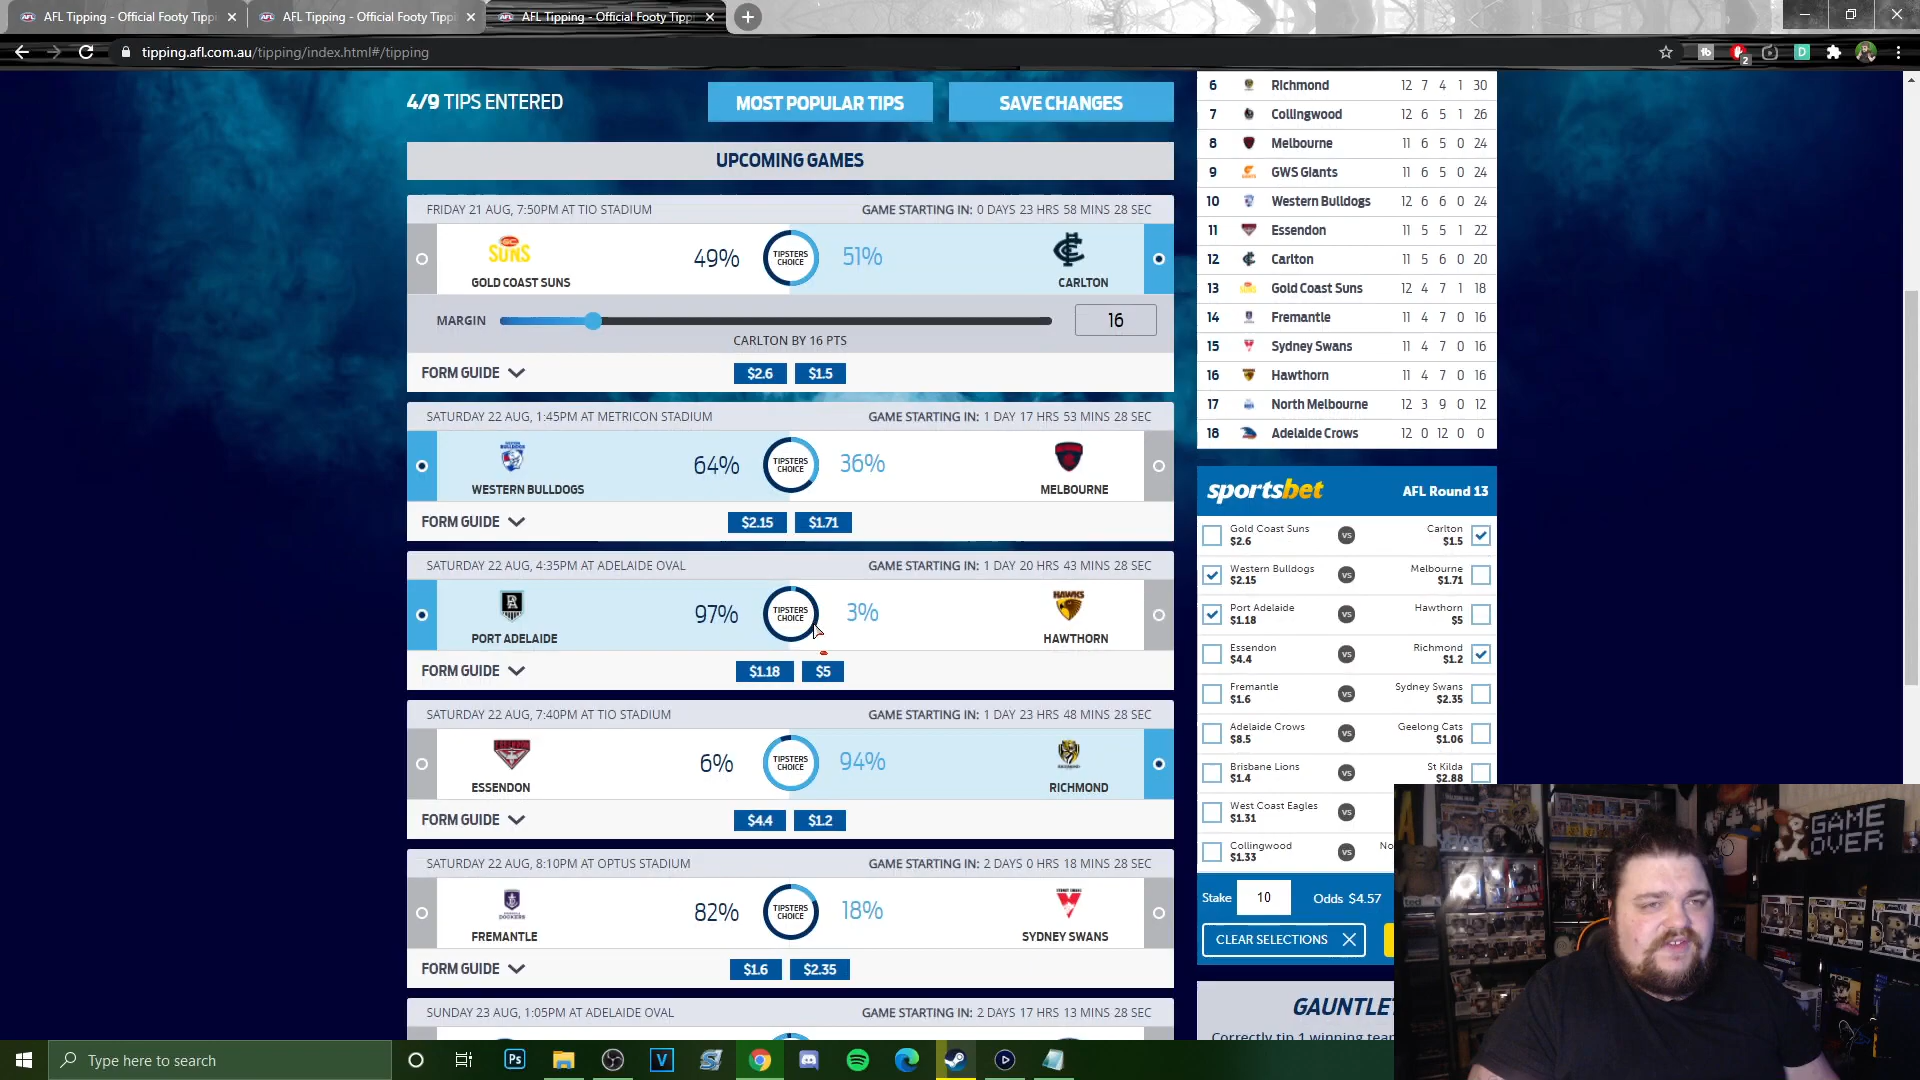 AFL Tipping - Official Footy Tippi
AFL Tipping - Official Footy Tippi
AFL Tipping - Official Footy Tipp
tipping.afl.com.au/tipping/index.html#/tipping
4/9 TIPS ENTERED
MOST POPULAR TIPS
SAVE CHANGES
UPCOMING GAMES
FRIDAY 21 AUG, 7:50PM AT TIO STADIUM
GAME STARTING IN: 0 DAYS 23 HRS 58 MINS 28 SEC
GC
SUNS
GOLD COAST SUNS
49%
TIPSTERS
CHOICE
51%
CARLTON
MARGIN
16
CARLTON BY 16 PTS
FORM GUIDE
$2.6
$1.5
SATURDAY 22 AUG, 1:45PM AT METRICON STADIUM
GAME STARTING IN: 1 DAY 17 HRS 53 MINS 28 SEC
WESTERN BULLDOGS
64%
TIPSTERS
CHOICE
36%
MELBOURNE
FORM GUIDE
$2.15
$1.71
SATURDAY 22 AUG, 4:35PM AT ADELAIDE OVAL
GAME STARTING IN: 1 DAY 20 HRS 43 MINS 28 SEC
PORT ADELAIDE
97%
TIPSTERS
CHOICE
3%
HAWKS
HAWTHORN
FORM GUIDE
$1.18
$5
SATURDAY 22 AUG, 7:40PM AT TIO STADIUM
GAME STARTING IN: 1 DAY 23 HRS 48 MINS 28 SEC
ESSENDON
6%
TIPSTERS
CHOICE
94%
RICHMOND
FORM GUIDE
$4.4
$1.2
SATURDAY 22 AUG, 8:10PM AT OPTUS STADIUM
GAME STARTING IN: 2 DAYS 0 HRS 18 MINS 28 SEC
FREMANTLE
82%
TIPSTERS
CHOICE
18%
SYDNEY SWANS
FORM GUIDE
$1.6
$2.35
SUNDAY 23 AUG, 1:05PM AT ADELAIDE OVAL
GAME STARTING IN: 2 DAYS 17 HRS 13 MINS 28 SEC
6 Richmond 12 7 4 1 30
7 Collingwood 12 6 5 1 26
8 Melbourne 11 6 5 0 24
9 GWS Giants 11 6 5 0 24
10 Western Bulldogs 12 6 6 0 24
11 Essendon 11 5 5 1 22
12 Carlton 11 5 6 0 20
13 Gold Coast Suns 12 4 7 1 18
14 Fremantle 11 4 7 0 16
15 Sydney Swans 11 4 7 0 16
16 Hawthorn 11 4 7 0 16
17 North Melbourne 12 3 9 0 12
18 Adelaide Crows 12 0 12 0 0
sportsbet AFL Round 13
Gold Coast Suns vs Carlton
$2.6 $1.5
Western Bulldogs vs Melbourne
$2.15 $1.71
Port Adelaide vs Hawthorn
$1.18 $5
Essendon vs Richmond
$4.4 $1.2
Fremantle vs Sydney Swans
$1.6 $2.35
Adelaide Crows vs Geelong Cats
$8.5 $1.06
Brisbane Lions vs St Kilda
$1.4 $2.88
West Coast Eagles vs
$1.31
Collingwood vs No
$1.33
Stake 10 Odds $4.57
CLEAR SELECTIONS
GAUNTLE
Correctly tip 1 winning team
GAME
OVER
Type here to search